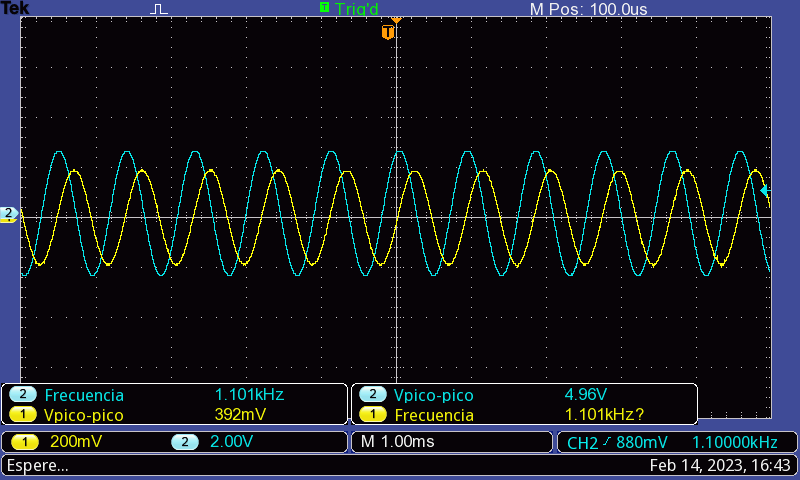 Tek T Trig'd M Pos: 100.0us
T
2
2 Frecuencia 1.101kHz 2 Vpico-pico 4.96V
1 Vpico-pico 392mV 1 Frecuencia 1.101kHz?
1 200mV 2 2.00V M 1.00ms CH2 880mV 1.10000kHz
Espere... Feb 14, 2023, 16:43